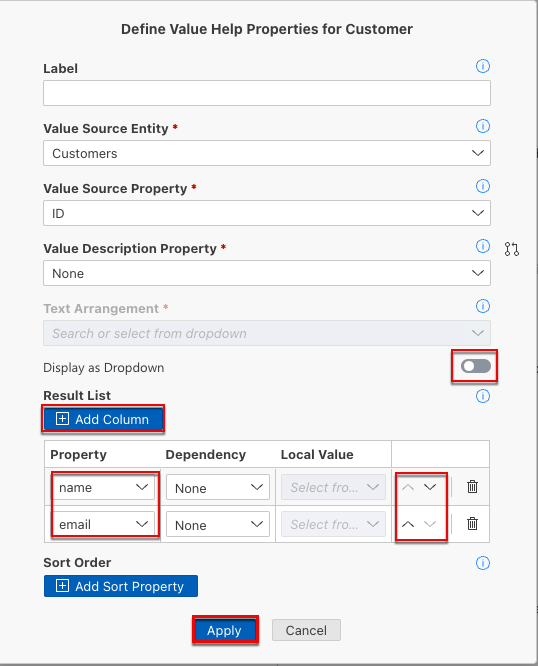 Define Value Help Properties for Customer
Label
Value Source Entity *
Customers
Value Source Property *
ID
Value Description Property *
None
Text Arrangement *
Search or select from dropdown
Display as Dropdown
Result List
Add Column
Property Dependency Local Value
name None Select fro...
email None Select fro...
Sort Order
Add Sort Property
Apply Cancel